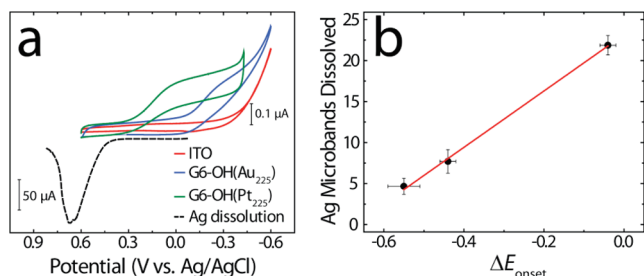 a
0.1 μA
ITO
G6-OH(Au225)
G6-OH(Pt225)
Ag dissolution
50 μA
0.9 0.6 0.3 0.0 -0.3 -0.6
Potential (V vs. Ag/AgCl)
b
Ag Microbands Dissolved
25
20
15
10
5
0
-0.6 -0.4 -0.2 0.0
ΔEonset